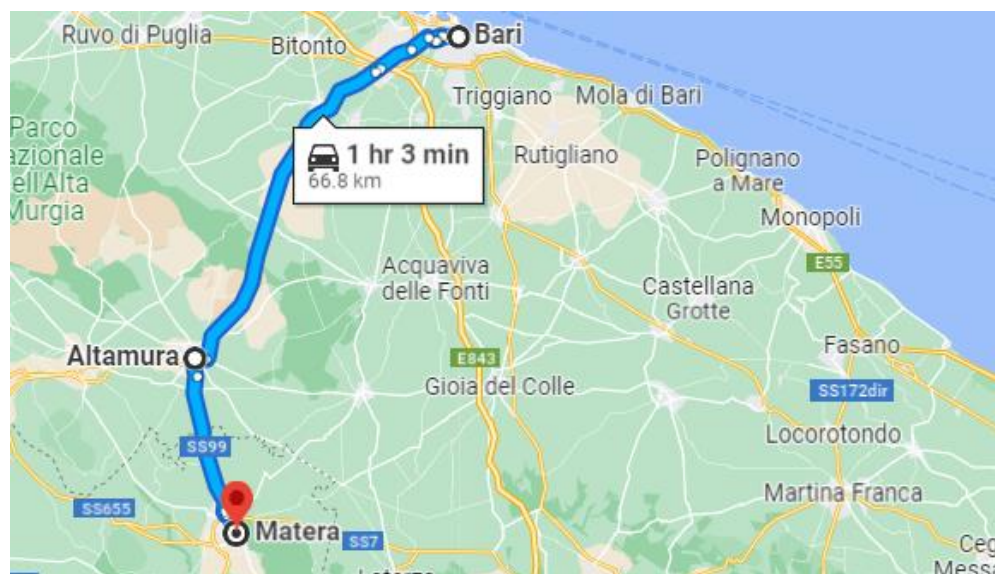 Ruvo di Puglia
Bitonto
Bari
Triggiano
Mola di Bari
Parco
azionale
ell'Alta
Murgia
1 hr 3 min
66.8 km
Rutigliano
Polignano
a Mare
Monopoli
E55
Acquaviva
delle Fonti
Castellana
Grotte
Altamura
E843
Gioia del Colle
Fasano
SS172dir
SS99
Locorotondo
SS655
Martina Franca
Matera
SS7
Ceg